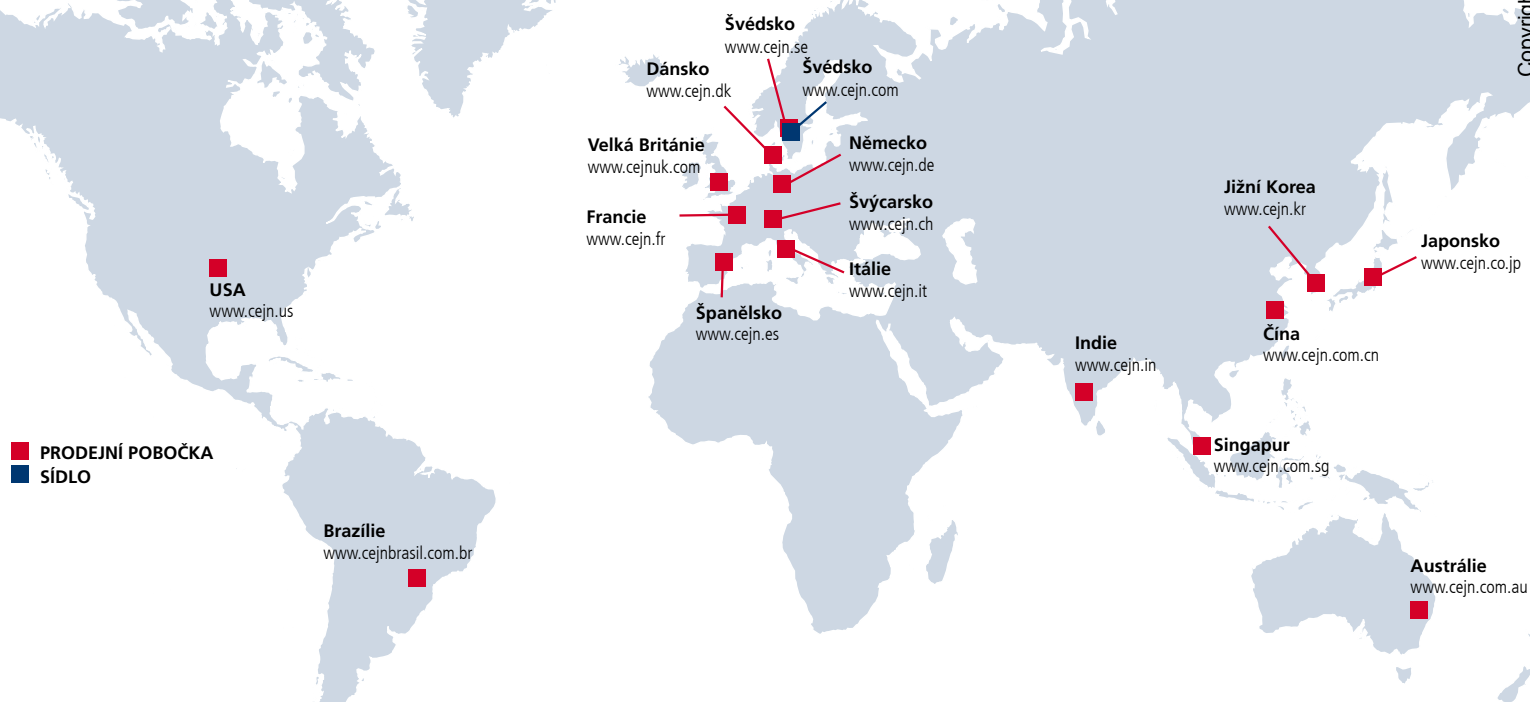 Copyright
Švédsko
www.cejn.se
Švédsko
www.cejn.com
Dánsko
www.cejn.dk
Velká Británie
www.cejnuk.com
Německo
www.cejn.de
Švýcarsko
www.cejn.ch
Francie
www.cejn.fr
Itálie
www.cejn.it
Španělsko
www.cejn.es
USA
www.cejn.us
Jižní Korea
www.cejn.kr
Japonsko
www.cejn.co.jp
Čína
www.cejn.com.cn
Indie
www.cejn.in
Singapur
www.cejn.com.sg
PRODEJNÍ POBOČKA
SÍDLO
Brazílie
www.cejnbrasil.com.br
Austrálie
www.cejn.com.au